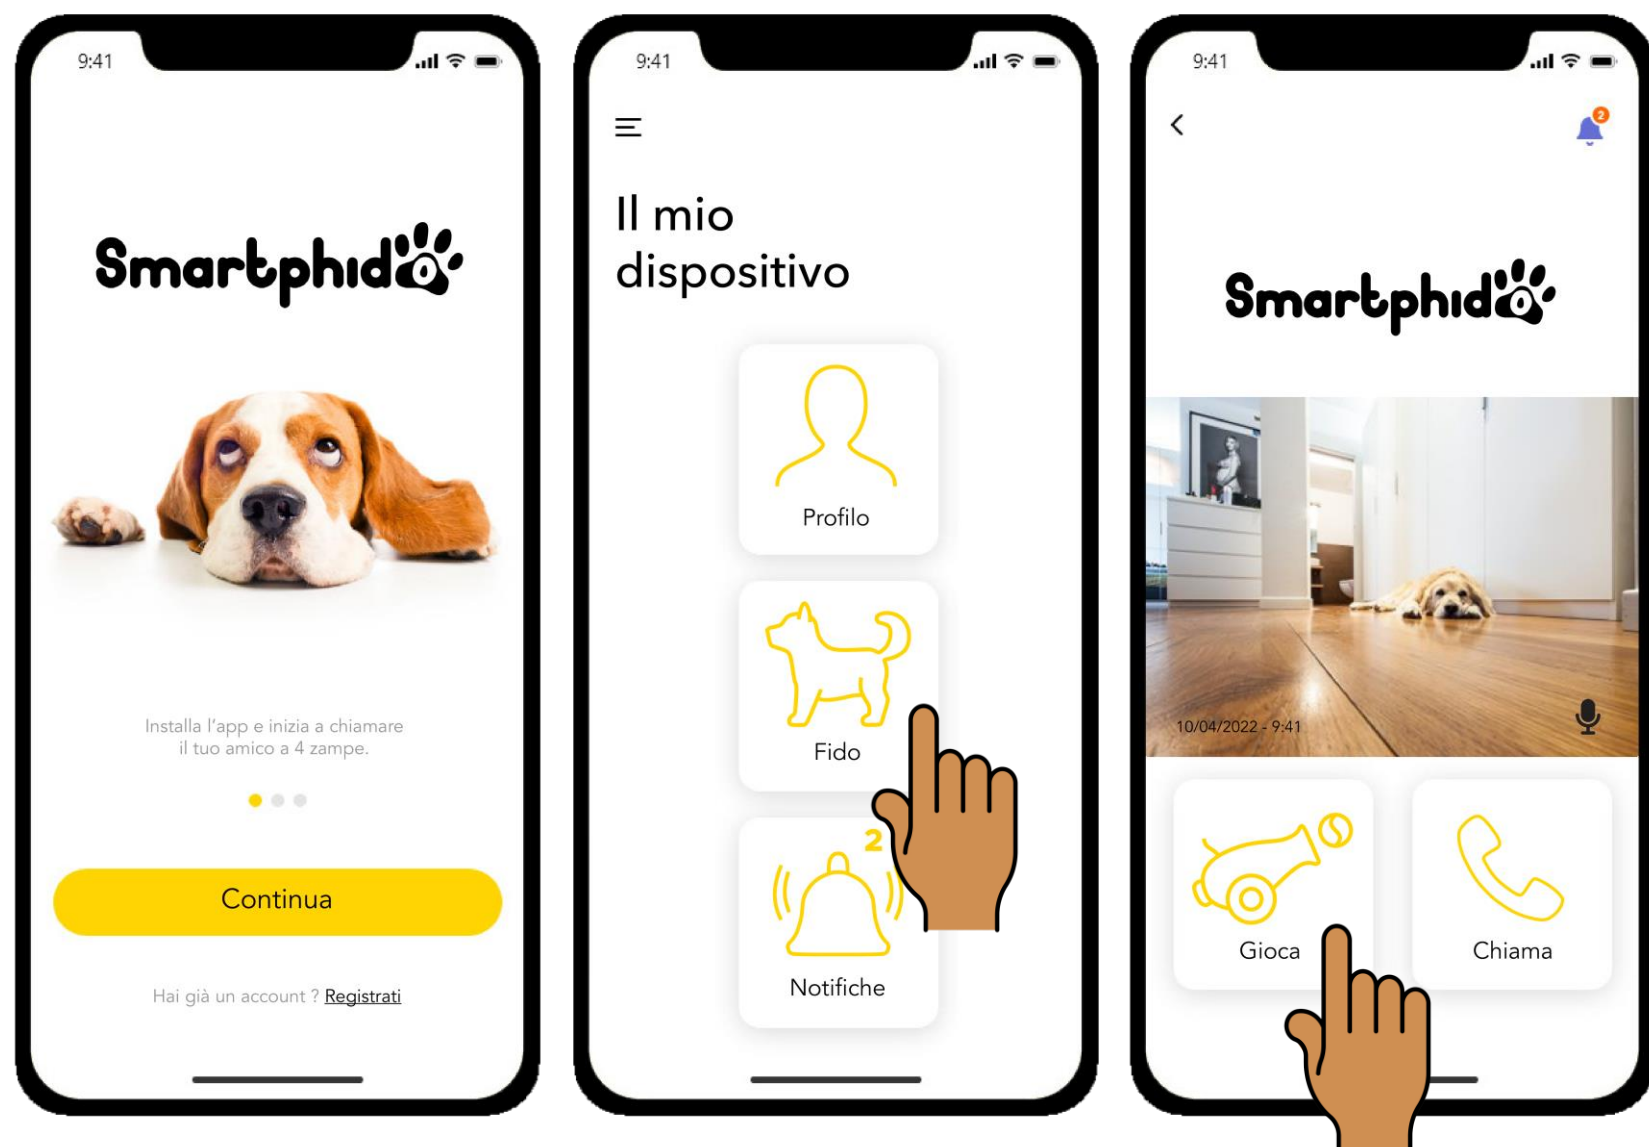 9:41
Smartphido
Installa l'app e inizia a chiamare
il tuo amico a 4 zampe.
Continua
Hai già un account ? Registrati
9:41
Il mio
dispositivo
Profilo
Fido
2
Notifiche
9:41
2
Smartphido
10/04/2022 - 9:41
Gioca
Chiama